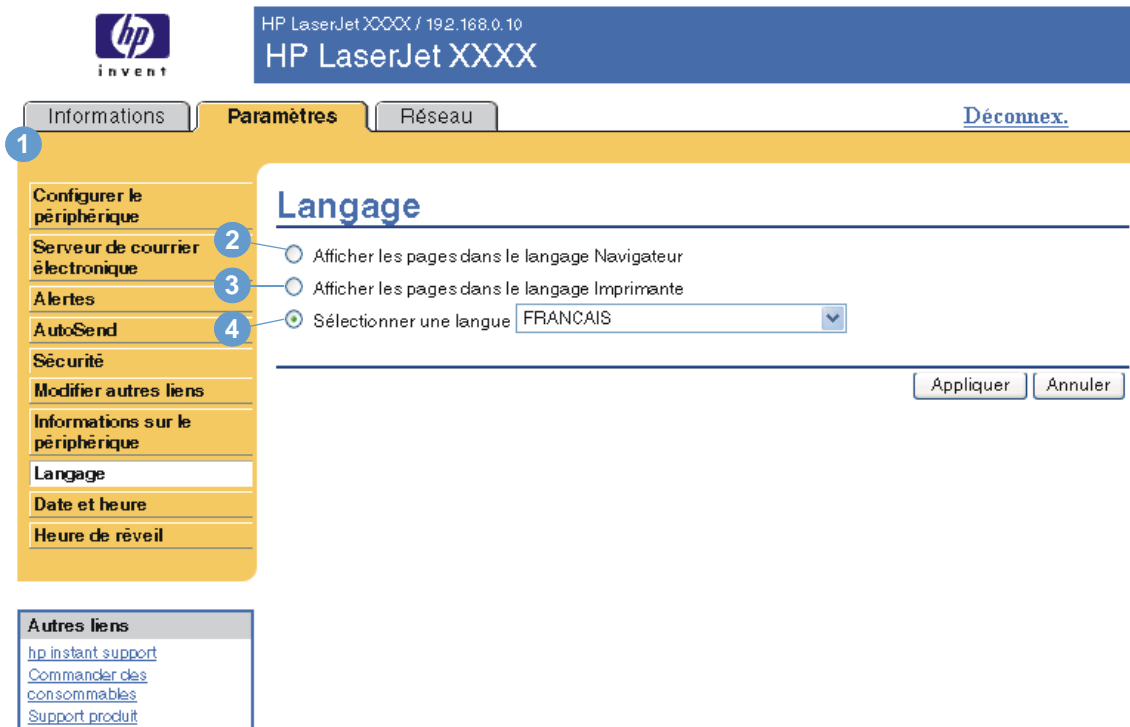 hp
invent
HP LaserJet XXXX / 192.168.0.10
HP LaserJet XXXX
Informations
Paramètres
Réseau
Déconnex.
1
Configurer le
périphérique
Serveur de courrier
électronique
Alertes
AutoSend
Sécurité
Modifier autres liens
Informations sur le
périphérique
Langage
Date et heure
Heure de réveil
Langage
2
Afficher les pages dans le langage Navigateur
3
Afficher les pages dans le langage Imprimante
4
Sélectionner une langue FRANCAIS
Appliquer
Annuler
Autres liens
hp instant support
Commander des
consommables
Support produit